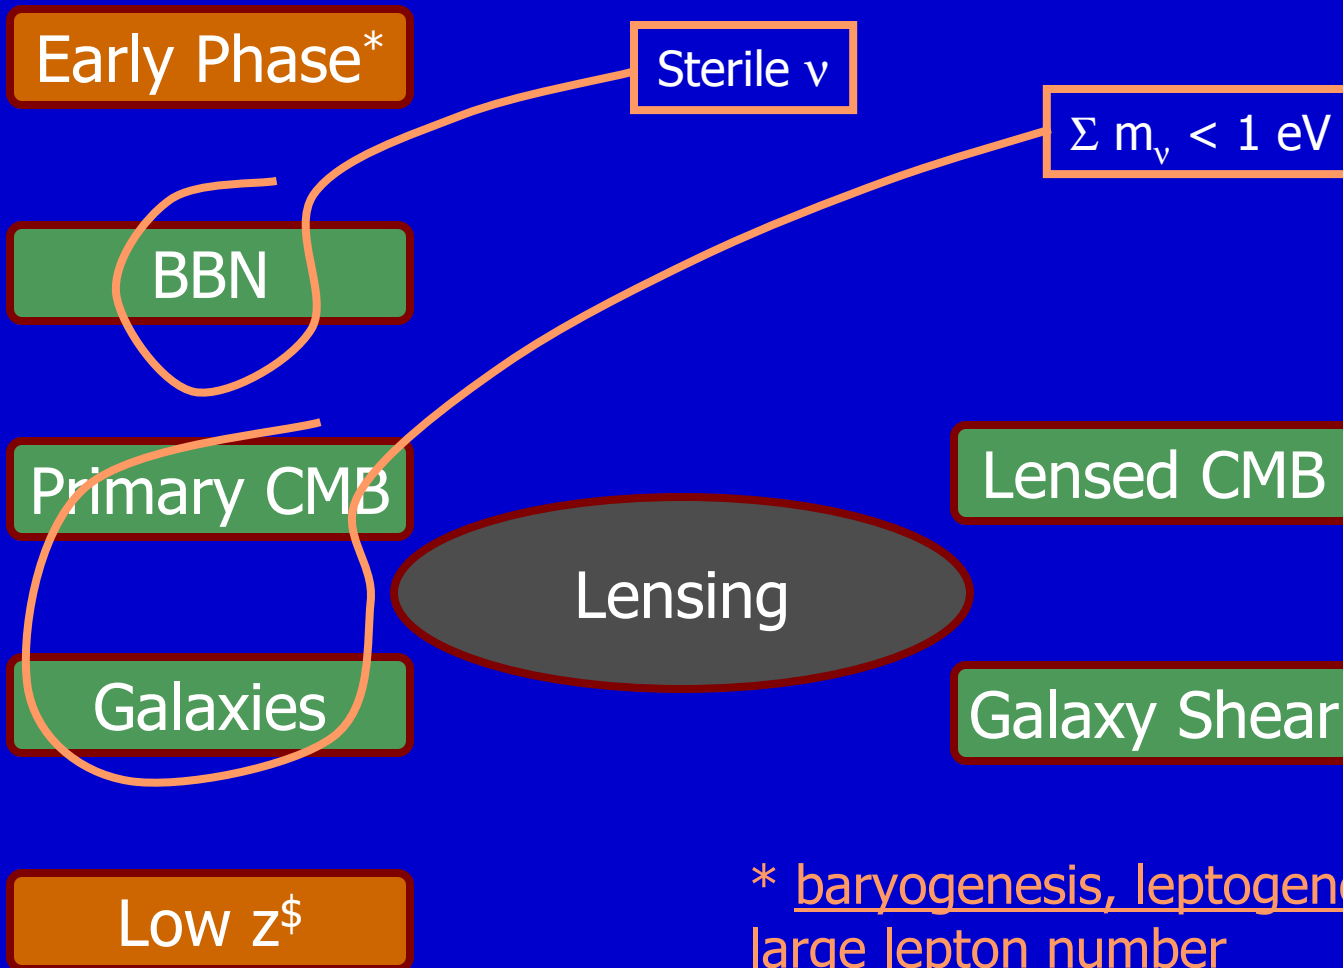 Early Phase*
Sterile ν
Σ mν < 1 eV
BBN
Primary CMB
Lensed CMB
Lensing
Galaxies
Galaxy Shear
* baryogenesis,
large lepton number
Low z$